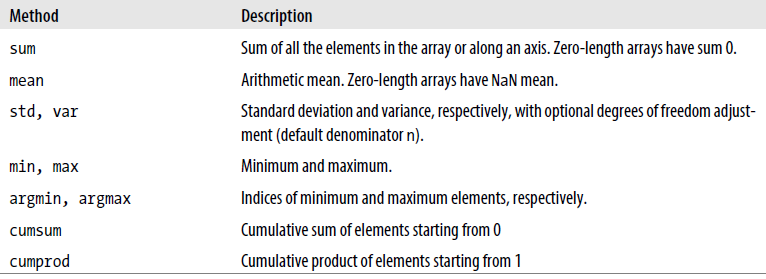 Method Description
sum Sum of all the elements in the array or along an axis. Zero-length arrays have sum 0.
mean Arithmetic mean. Zero-length arrays have NaN mean.
std, var Standard deviation and variance, respectively, with optional degrees of freedom adjust-
ment (default denominator n).
min, max Minimum and maximum.
argmin, argmax Indices of minimum and maximum elements, respectively.
cumsum Cumulative sum of elements starting from 0
cumprod Cumulative product of elements starting from 1